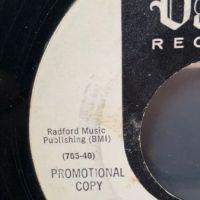 REC
Radford Music
Publishing (BMI)
(765-40)
PROMOTIONAL
COPY